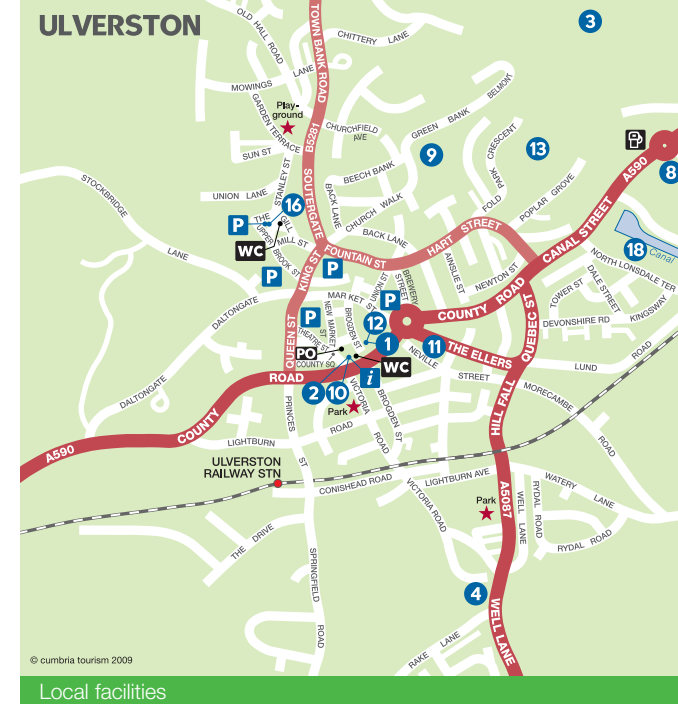 ULVERSTON
OLD HALL ROAD
TOWN BANK ROAD
CHITTERY LANE
3
MOWINGS LANE
BELMONT
Play-
ground
GARDEN TERRACE
B5281
CHURCHFIELD
AVE
GREEN BANK
CRESCENT
13
A590
8
SUN ST
STANLEY ST
SOUTERGATE
BEECH BANK
9
PARK
FOLD
POPLAR GROVE
STOCKBRIDGE
LANE
UNION LANE
16
BACK LANE
CHURCH WALK
P
THE GILL
WC
UPPER BROOK ST
MILL ST
BACK LANE
HART STREET
CANAL STREET
18
Canal
FOUNTAIN ST
KING ST
P
P
NORTH LONSDALE TER
AINSLIE ST
NEWTON ST
DALE STREET
TOWER ST
KINGSWAY
DALTONGATE
UNION ST
BREWERY
STREET
MARKET ST
P
P
NEW MARKET
ST
BROGDEN ST
12
COUNTY ROAD
QUEBEC ST
DEVONSHIRE RD
QUEEN ST
THEATRE ST
PO
COUNTY SQ
1
11
THE ELLERS
WC
NEVILLE
STREET
LUND
ROAD
ROAD
2
10
i
HILL FALL
MORECAMBE
ROAD
DALTONGATE
COUNTY
PRINCES
ST
Park
VICTORIA
ROAD
BROGDEN ST
ROAD
A590
LIGHTBURN
ULVERSTON
RAILWAY STN
CONISHEAD ROAD
LIGHTBURN AVE
VICTORIA ROAD
A5087
WATERY
LANE
Park
WELL LANE
RYDAL ROAD
RYDAL ROAD
THE DRIVE
SPRINGFIELD
ROAD
4
WELL LANE
RAKE LANE
© cumbria tourism 2009
Local facilities